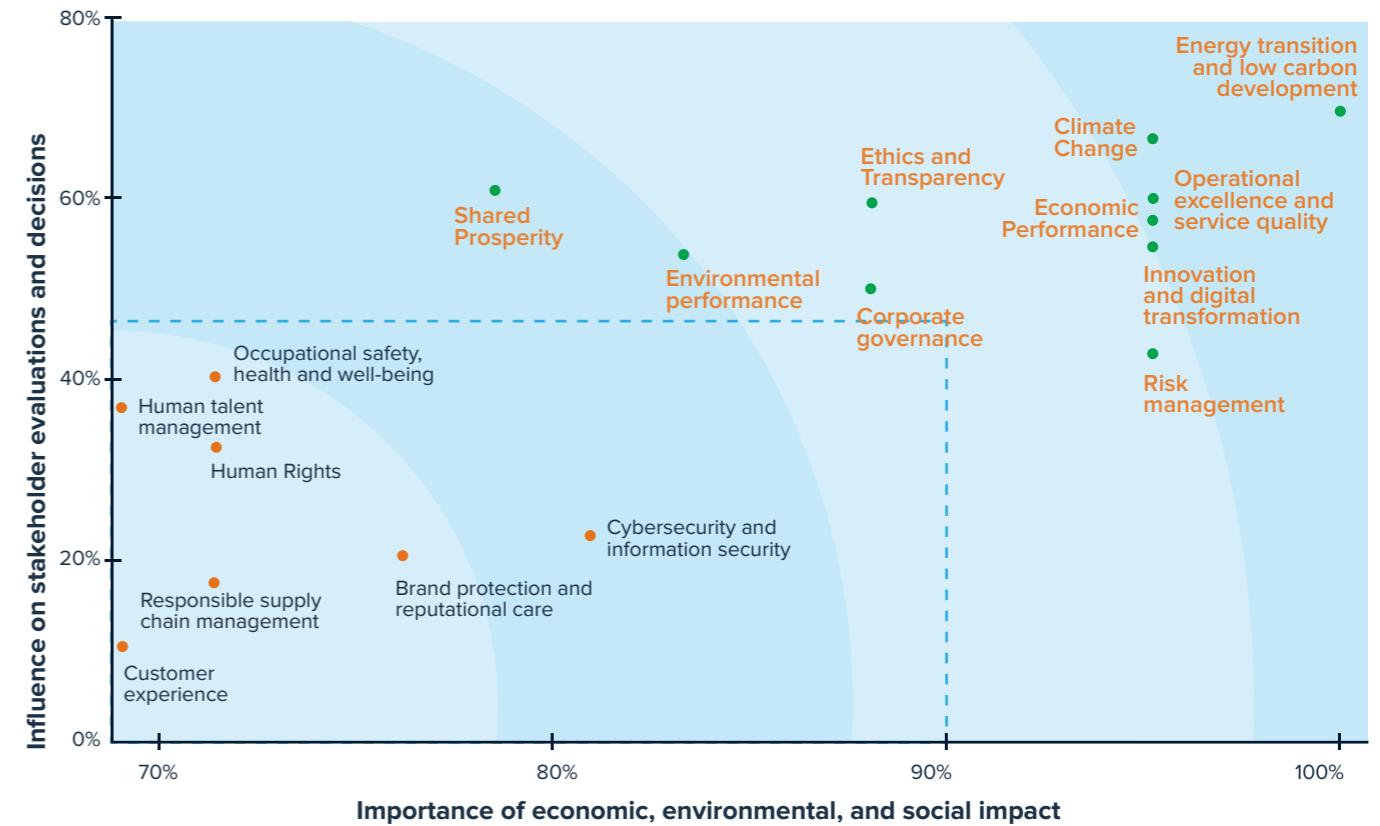 80%
Energy transition
and low carbon
development
Climate
Change
Ethics and
Transparency
Operational
excellence and
service quality
60%
Shared
Prosperity
Economic
Performance
Environmental
performance
Innovation
and digital
transformation
Corporate
governance
Occupational safety,
health and well-being
40%
Risk
management
Human talent
management
Human Rights
Cybersecurity and
information security
20%
Brand protection and
reputational care
Responsible supply
chain management
Customer
experience
0%
70%
80%
90%
100%
Influence on stakeholder evaluations and decisions
Importance of economic, environmental, and social impact